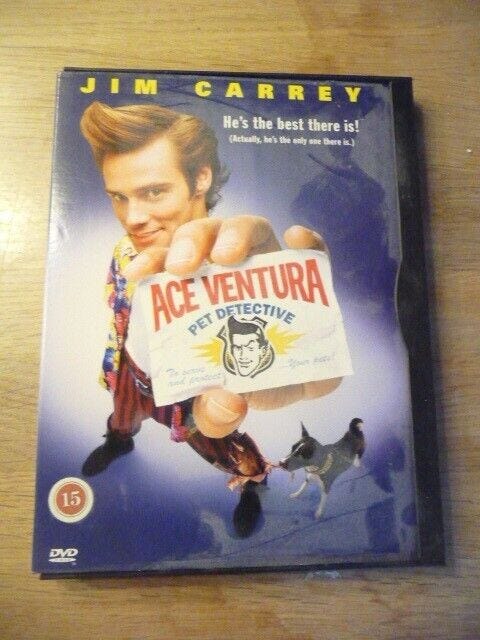 JIM CARREY
He's the best there is!
(Actually, he's the only one there is.)
ACE VENTURA
PET DETECTIVE
To serve
and protect
...Your pets!
15
DVD